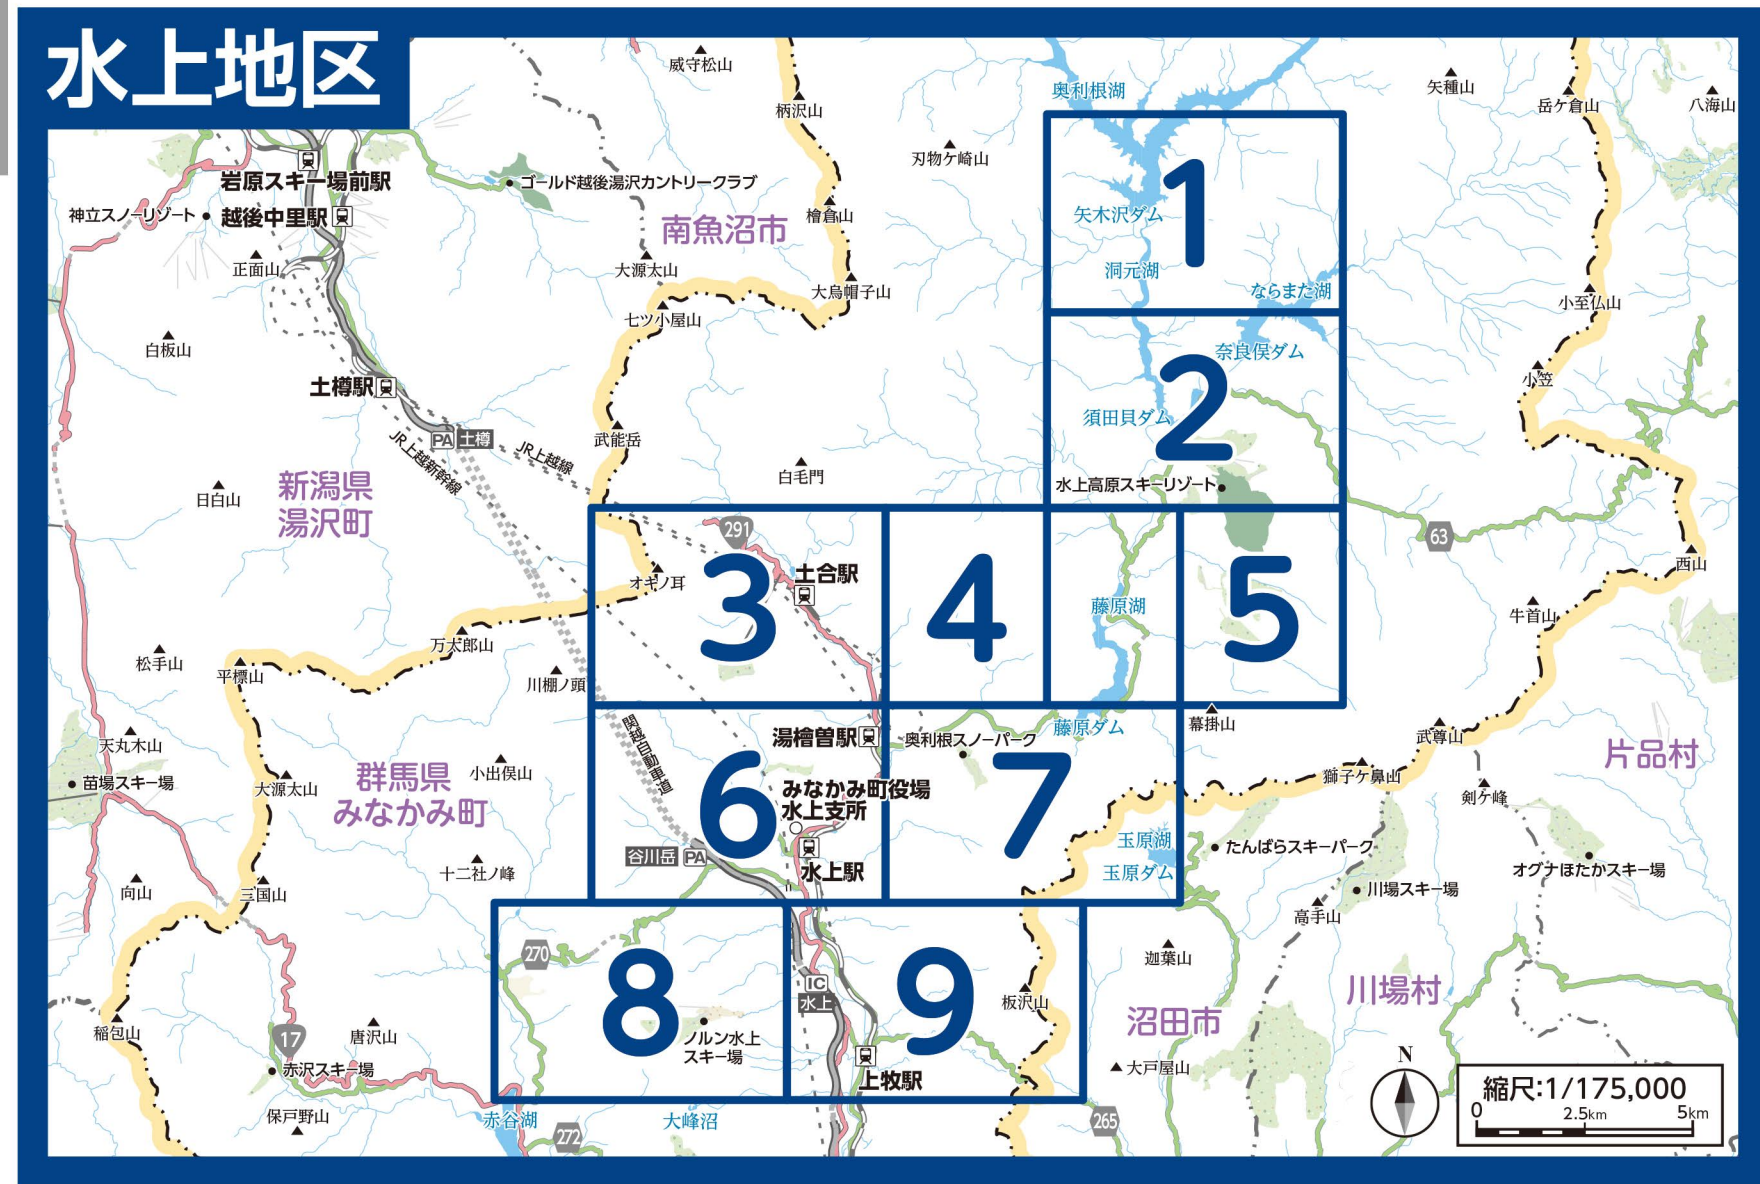 水上地区
威守松山
奥利根湖
矢種山
岳ケ倉山
八海山
柄沢山
刃物ケ崎山
岩原スキー場前駅
ゴールド越後湯沢カントリークラブ
神立スノーリゾート
越後中里駅
南魚沼市
檜倉山
矢木沢ダム
1
正面山
大源太山
洞元湖
大烏帽子山
ならまた湖
小至仏山
七ツ小屋山
白板山
奈良俣ダム
土樽駅
小笠
2
須田貝ダム
PA 土樽
武能岳
JR上越線
JR上越新幹線
白毛門
新潟県
湯沢町
日白山
水上高原スキーリゾート
291
63
3
4
5
土合駅
オキノ耳
西山
藤原湖
牛首山
万太郎山
松手山
平標山
川棚ノ頭
関越自動車道
湯檜曽駅
奥利根スノーパーク
藤原ダム
幕掛山
武尊山
天丸木山
片品村
群馬県
みなかみ町
小出俣山
6
7
獅子ケ鼻山
苗場スキー場
大源太山
みなかみ町役場
水上支所
剣ケ峰
玉原湖
たんばらスキーパーク
谷川岳 PA
水上駅
玉原ダム
十二社ノ峰
オグナほたかスキー場
向山
三国山
川場スキー場
高手山
270
8
9
迦葉山
IC
水上
板沢山
川場村
沼田市
稲包山
17
唐沢山
ノルン水上
スキー場
赤沢スキー場
上牧駅
大戸屋山
N
縮尺:1/175,000
0 2.5km 5km
保戸野山
赤谷湖
大峰沼
272
265